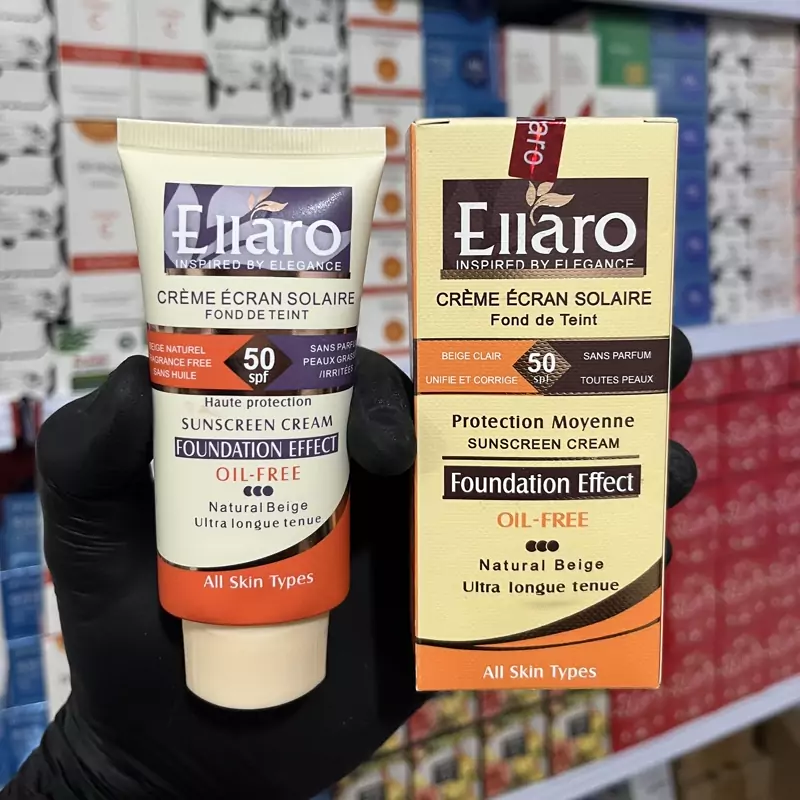 Ellaro
INSPIRED BY ELEGANCE
CRÈME ÉCRAN SOLAIRE
FOND DE TEINT
BEIGE NATUREL
FRAGRANCE FREE
SANS HUILE
50
spf
SANS PARFUM
PEAUX GRASSES
/IRRITÉES
Haute protection
SUNSCREEN CREAM
FOUNDATION EFFECT
OIL-FREE
Natural Beige
Ultra longue tenue
All Skin Types
aro
Ellaro
INSPIRED BY ELEGANCE
CRÈME ÉCRAN SOLAIRE
Fond de Teint
BEIGE CLAIR
UNIFIE ET CORRIGE
50
spf
SANS PARFUM
TOUTES PEAUX
Protection Moyenne
SUNSCREEN CREAM
Foundation Effect
OIL-FREE
Natural Beige
Ultra longue tenue
All Skin Types